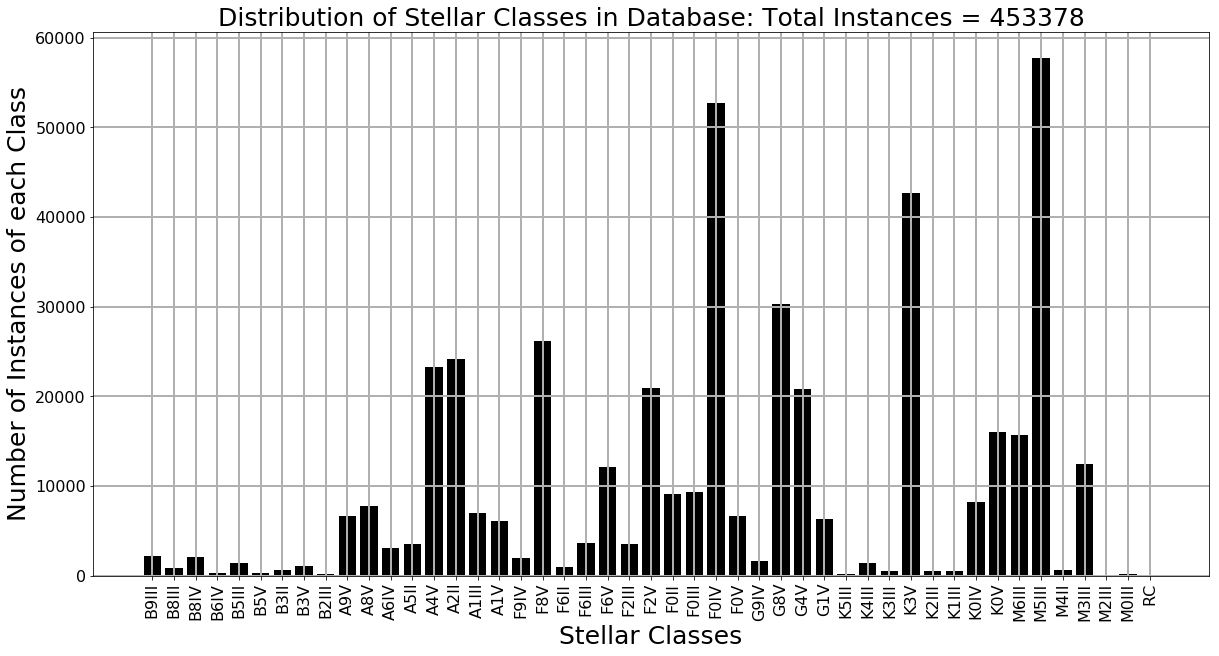 Distribution of Stellar Classes in Database: Total Instances = 453378
Number of Instances of each Class
60000
50000
40000
30000
20000
10000
0
B9III
B8III
B8IV
B6IV
B5III
B5V
B3II
B3V
B2III
A9V
A8V
A6IV
A5II
A4V
A2II
A1III
A1V
F9IV
F8V
F6II
F6III
F6V
F2III
F2V
F0II
F0III
F0IV
F0V
G9IV
G8V
G4V
G1V
K5III
K4III
K3III
K3V
K2III
K1III
K0IV
K0V
M6III
M5III
M4II
M3III
M2III
M0III
RC
Stellar Classes